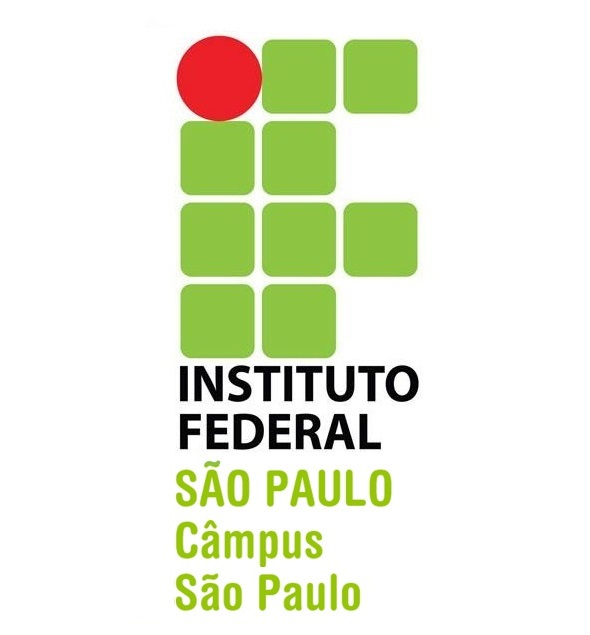 INSTITUTO
FEDERAL
SÃO PAULO
Câmpus
São Paulo